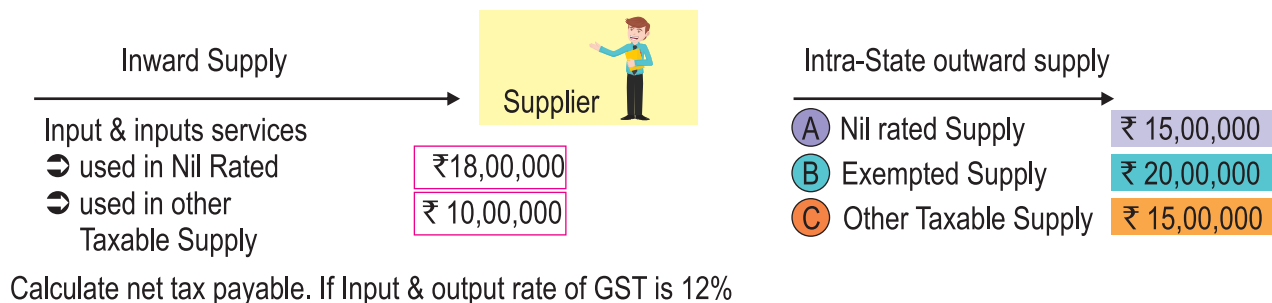 Inward Supply
Supplier
Input & inputs services
➲ used in Nil Rated ₹18,00,000
➲ used in other ₹ 10,00,000
Taxable Supply
Intra-State outward supply
A Nil rated Supply ₹ 15,00,000
B Exempted Supply ₹ 20,00,000
C Other Taxable Supply ₹ 15,00,000
Calculate net tax payable. If Input & output rate of GST is 12%